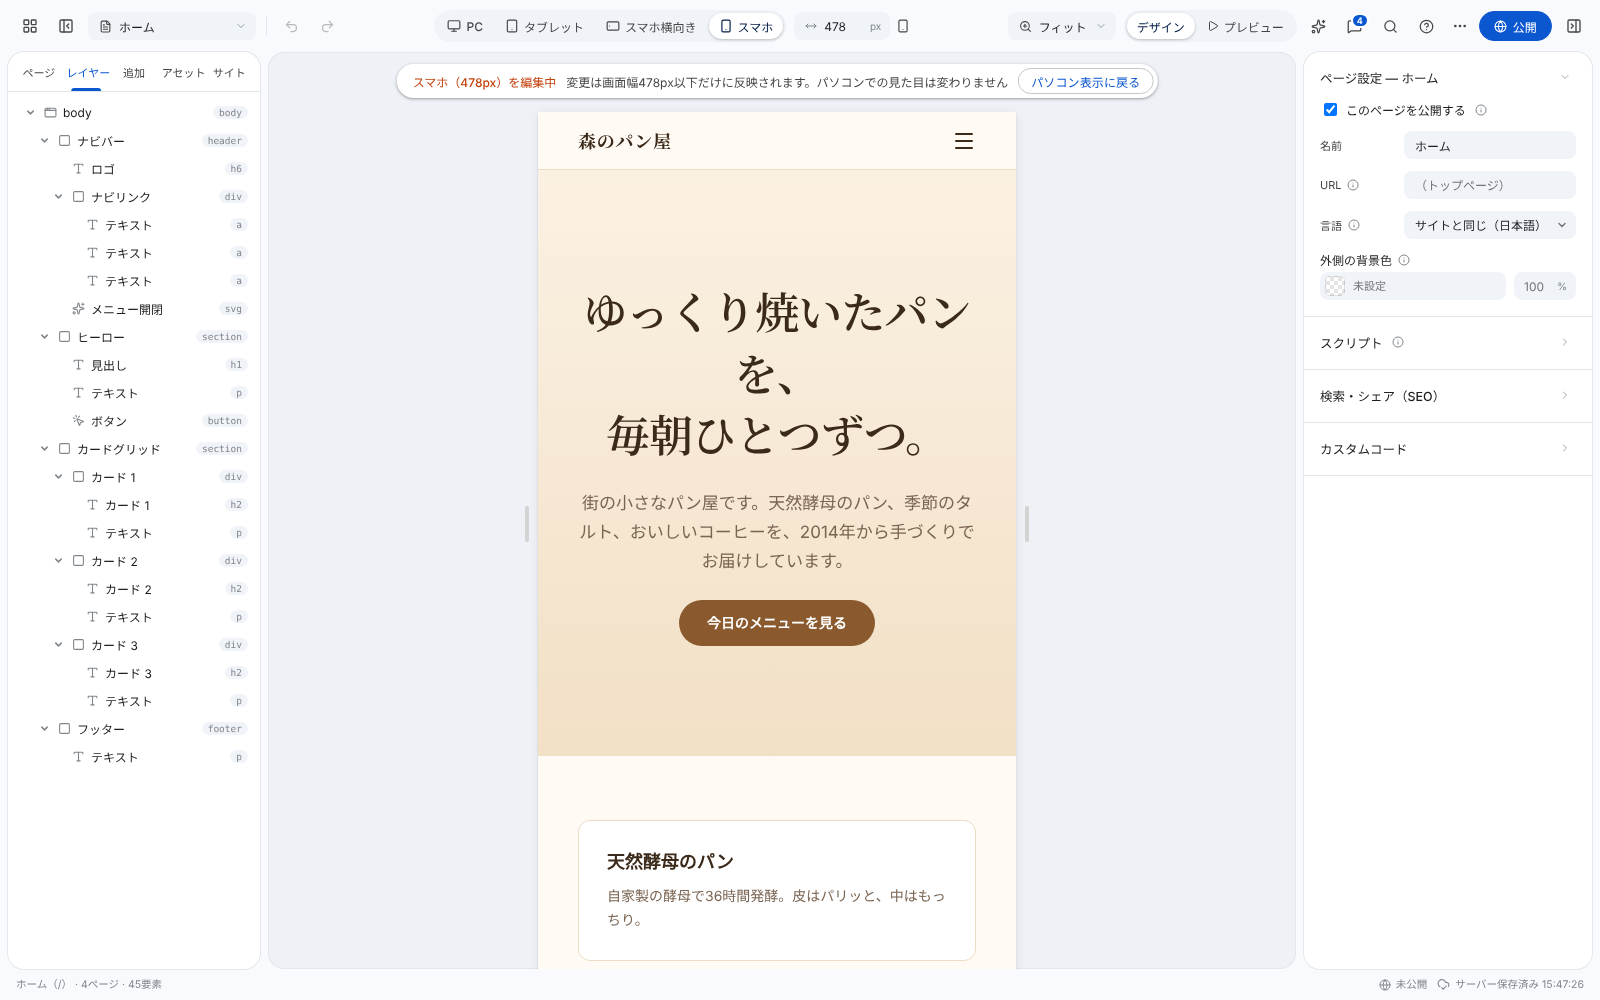 ホーム
PC
タブレット
スマホ横向き
スマホ
478 px
フィット
デザイン
プレビュー
4
公開
ページ
レイヤー
追加
アセット
サイト
body body
ナビバー header
ロゴ h6
ナビリンク div
テキスト a
テキスト a
テキスト a
メニュー開閉 svg
ヒーロー section
見出し h1
テキスト p
ボタン button
カードグリッド section
カード 1 div
カード 1 h2
テキスト p
カード 2 div
カード 2 h2
テキスト p
カード 3 div
カード 3 h2
テキスト p
フッター footer
テキスト p
スマホ（478px）を編集中 変更は画面幅478px以下だけに反映されます。パソコンでの見た目は変わりません パソコン表示に戻る
森のパン屋
ゆっくり焼いたパン
を、
毎朝ひとつずつ。
街の小さなパン屋です。天然酵母のパン、季節のタ
ルト、おいしいコーヒーを、2014年から手づくりで
お届けしています。
今日のメニューを見る
天然酵母のパン
自家製の酵母で36時間発酵。皮はパリッと、中はもっ
ちり。
ページ設定 — ホーム
このページを公開する
名前 ホーム
URL （トップページ）
言語 サイトと同じ（日本語）
外側の背景色
未設定 100 %
スクリプト
検索・シェア（SEO）
カスタムコード
ホーム（/） · 4ページ · 45要素
未公開 サーバー保存済み 15:47:26